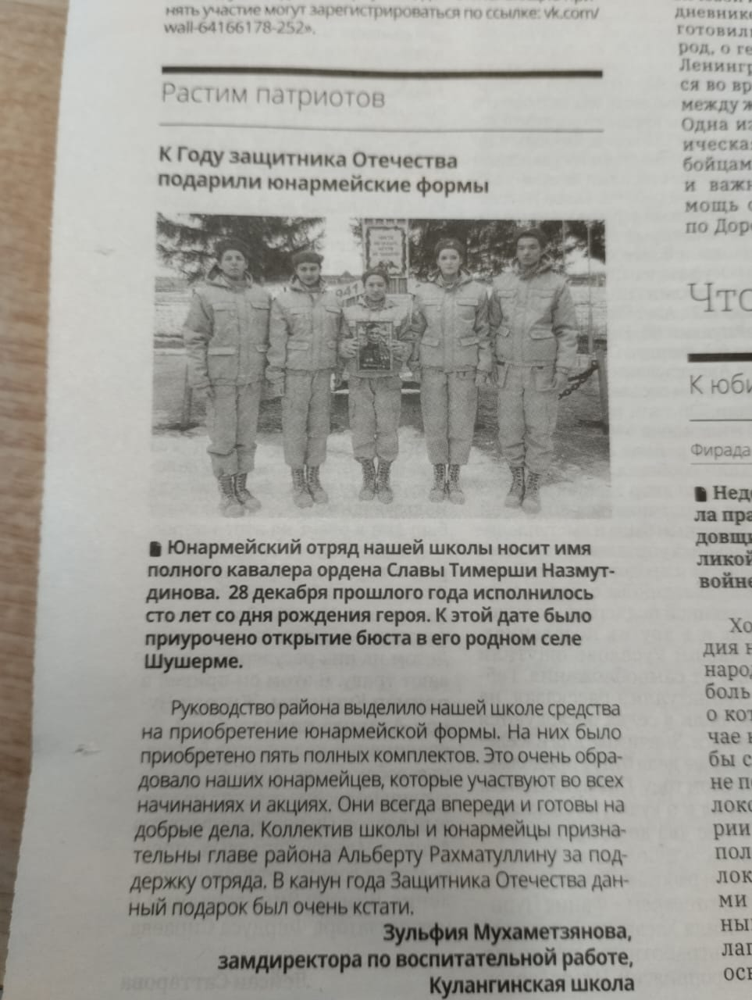 нять участие могут зарегистрироваться по ссылке: vk.com/
wall-64166178-252».
Растим патриотов
К Году защитника Отечества
подарили юнармейские формы
941
Юнармейский отряд нашей школы носит имя
полного кавалера ордена Славы Тимерши Назмут-
динова. 28 декабря прошлого года исполнилось
сто лет со дня рождения героя. К этой дате было
приурочено открытие бюста в его родном селе
Шушерме.
Руководство района выделило нашей школе средства
на приобретение юнармейской формы. На них было
приобретено пять полных комплектов. Это очень обра-
довало наших юнармейцев, которые участвуют во всех
начинаниях и акциях. Они всегда впереди и готовы на
добрые дела. Коллектив школы и юнармейцы призна-
тельны главе района Альберту Рахматуллину за под-
держку отряда. В канун года Защитника Отечества дан-
ный подарок был очень кстати.
Зульфия Мухаметзянова,
замдиректора по воспитательной работе,
Кулангинская школа
дневнике
готовил
род, о ге
Ленингр
ся во вр
между ж
Одна из
ическая
бойцам
и важн
мощь
по Дор
Что
К юби
Фирада
Неде
ла пра
довщи
ликой
войне
Хо
дия н
народ
боль
о кот
чае н
бы с
не п
локо
рии
пол
лок
ми
ны
лаг
осв